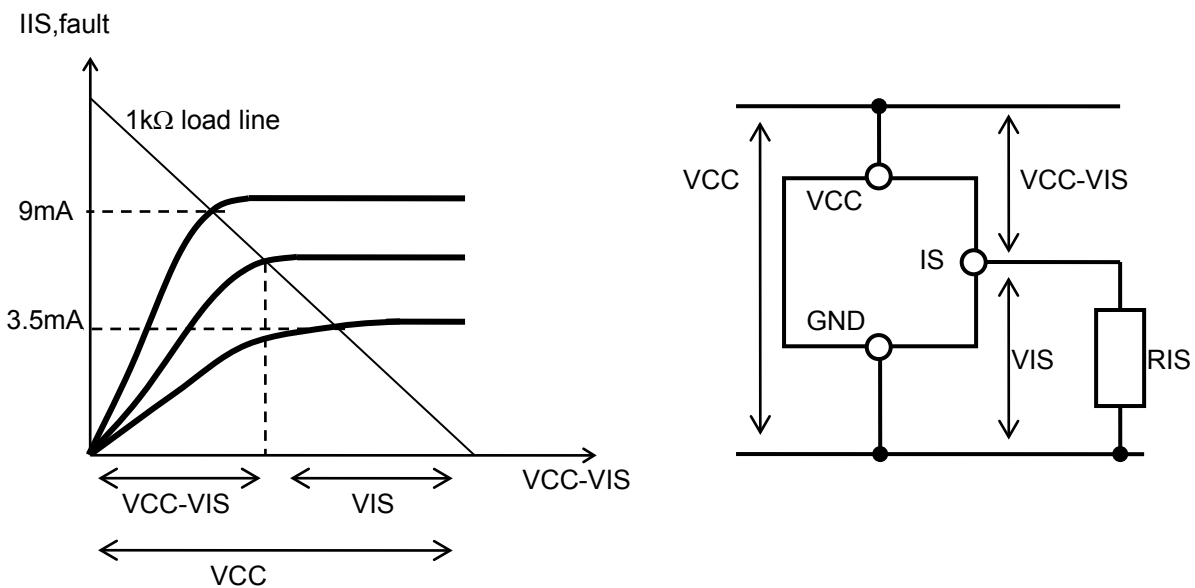 IIS,fault
1kΩ load line
9mA
3.5mA
VCC-VIS
VIS
VCC-VIS
VCC
VCC
VCC
VCC-VIS
IS
GND
VIS
RIS